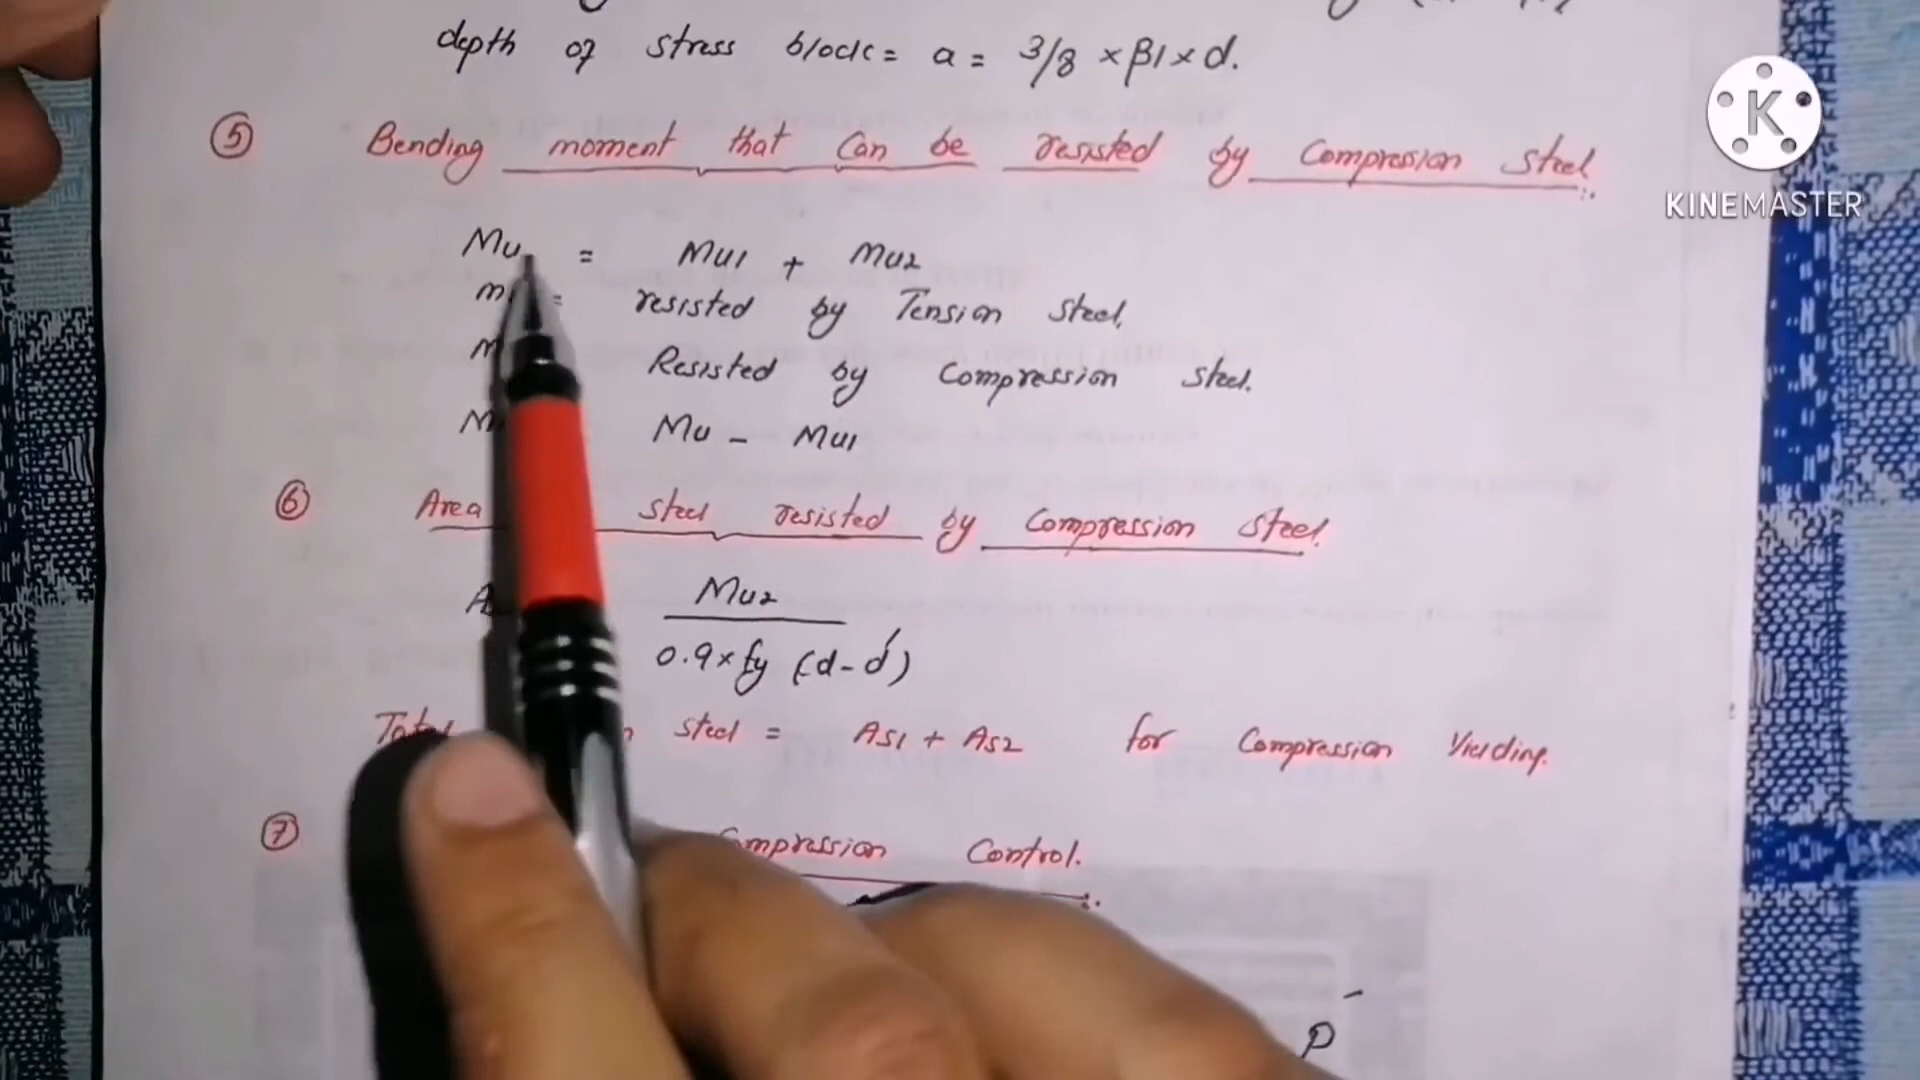 depth of stress block = a = 3/8 × β1 × d.
⑤ Bending moment that Can be resisted by Compression Steel.
K
KINEMASTER
Mu = Mu1 + Mu2
= resisted by Tension Steel.
Resisted by Compression Steel.
Mu - Mu1
⑥ Area steel resisted by Compression Steel.
Mu2
0.9 × fy (d - d')
Total steel = As1 + As2 for Compression Yielding.
⑦ Compression Control.
P